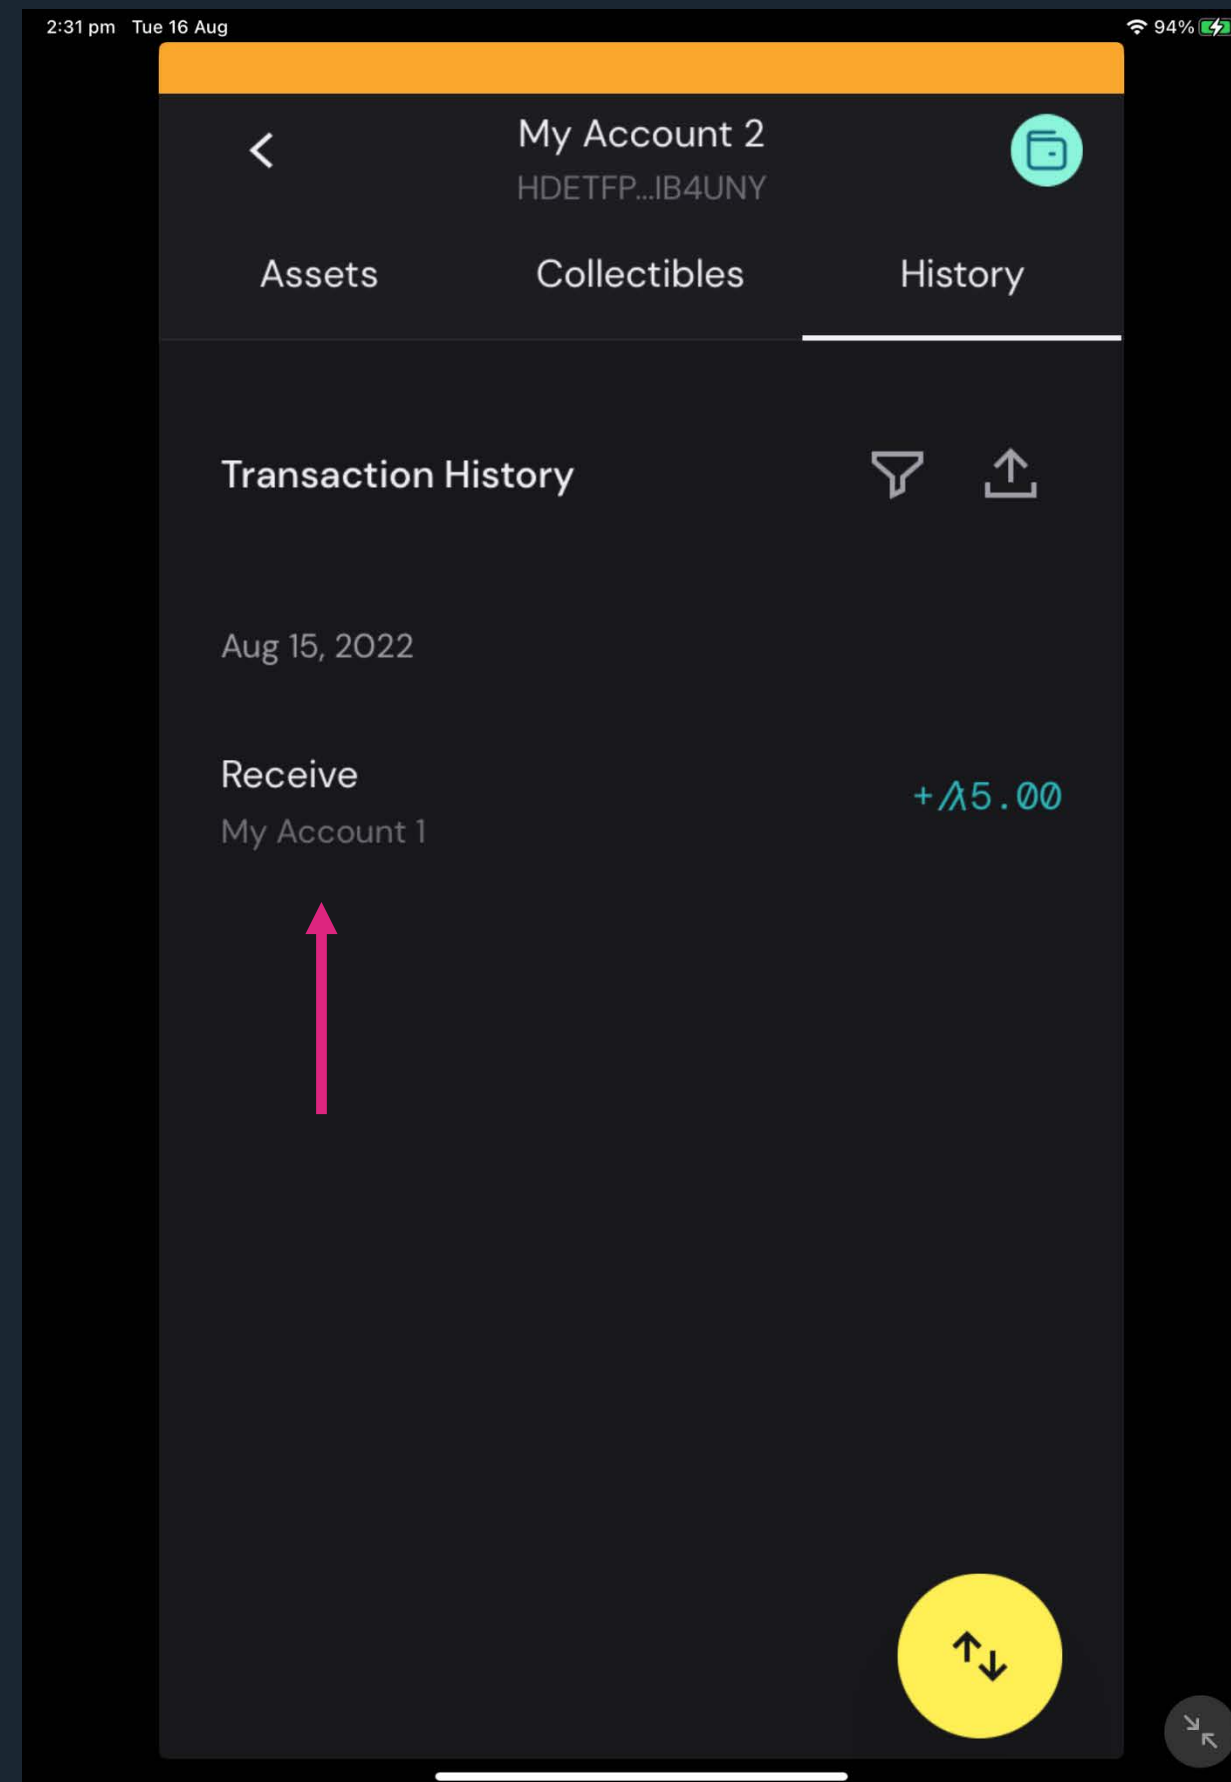 2:31 pm Tue 16 Aug 94%
My Account 2
HDETFP...IB4UNY
Assets Collectibles History
Transaction History
Aug 15, 2022
Receive
+Ⱥ5.00
My Account 1